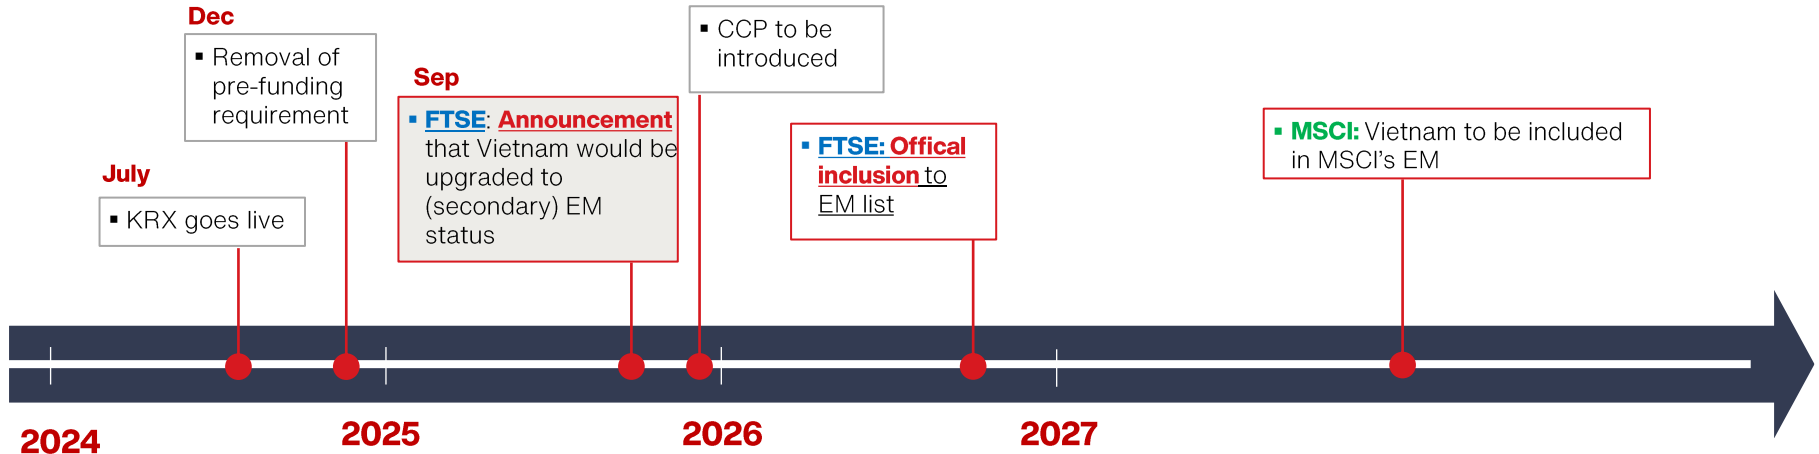 Dec
▪ Removal of
pre-funding
requirement
July
▪ KRX goes live
Sep
▪ FTSE: Announcement
that Vietnam would be
upgraded to
(secondary) EM
status
▪ CCP to be
introduced
▪ FTSE: Offical
inclusion to
EM list
▪ MSCI: Vietnam to be included
in MSCI’s EM
2024
2025
2026
2027